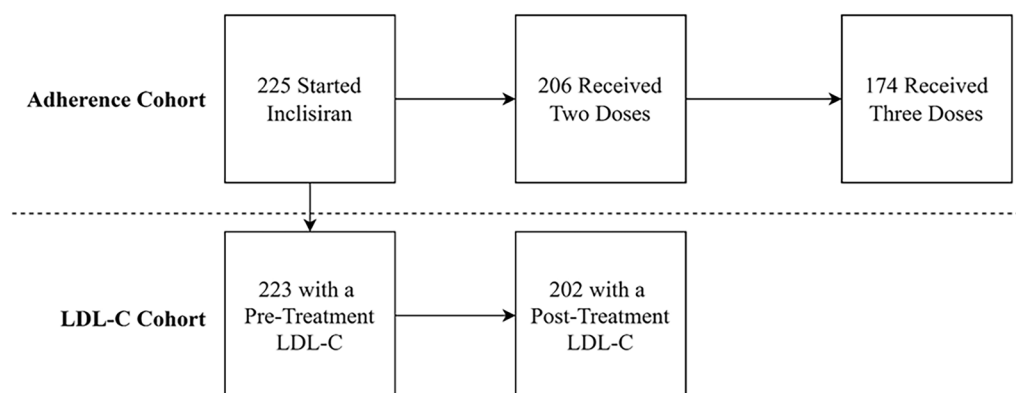 Adherence Cohort
225 Started
Inclisiran
206 Received
Two Doses
174 Received
Three Doses
LDL-C Cohort
223 with a
Pre-Treatment
LDL-C
202 with a
Post-Treatment
LDL-C